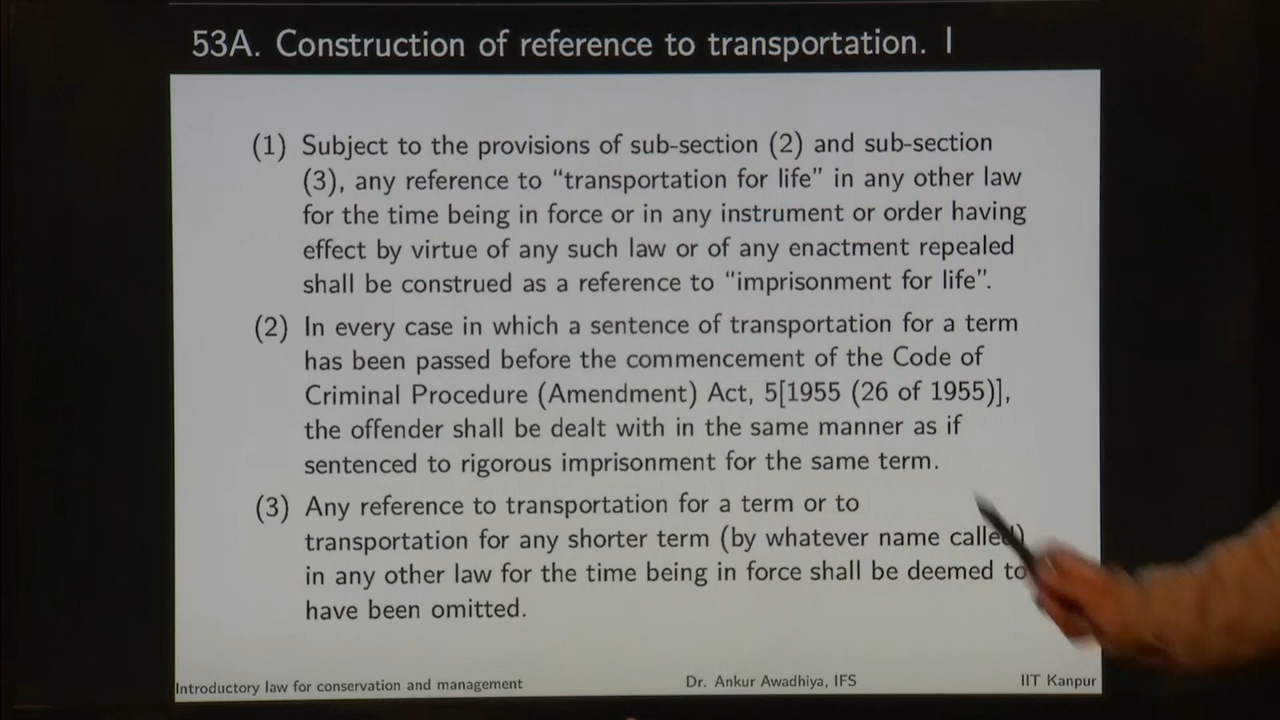 53A. Construction of reference to transportation. I
(1) Subject to the provisions of sub-section (2) and sub-section
(3), any reference to “transportation for life” in any other law
for the time being in force or in any instrument or order having
effect by virtue of any such law or of any enactment repealed
shall be construed as a reference to “imprisonment for life”.
(2) In every case in which a sentence of transportation for a term
has been passed before the commencement of the Code of
Criminal Procedure (Amendment) Act, 5[1955 (26 of 1955)],
the offender shall be dealt with in the same manner as if
sentenced to rigorous imprisonment for the same term.
(3) Any reference to transportation for a term or to
transportation for any shorter term (by whatever name called)
in any other law for the time being in force shall be deemed to
have been omitted.
Introductory law for conservation and management
Dr. Ankur Awadhiya, IFS
IIT Kanpur